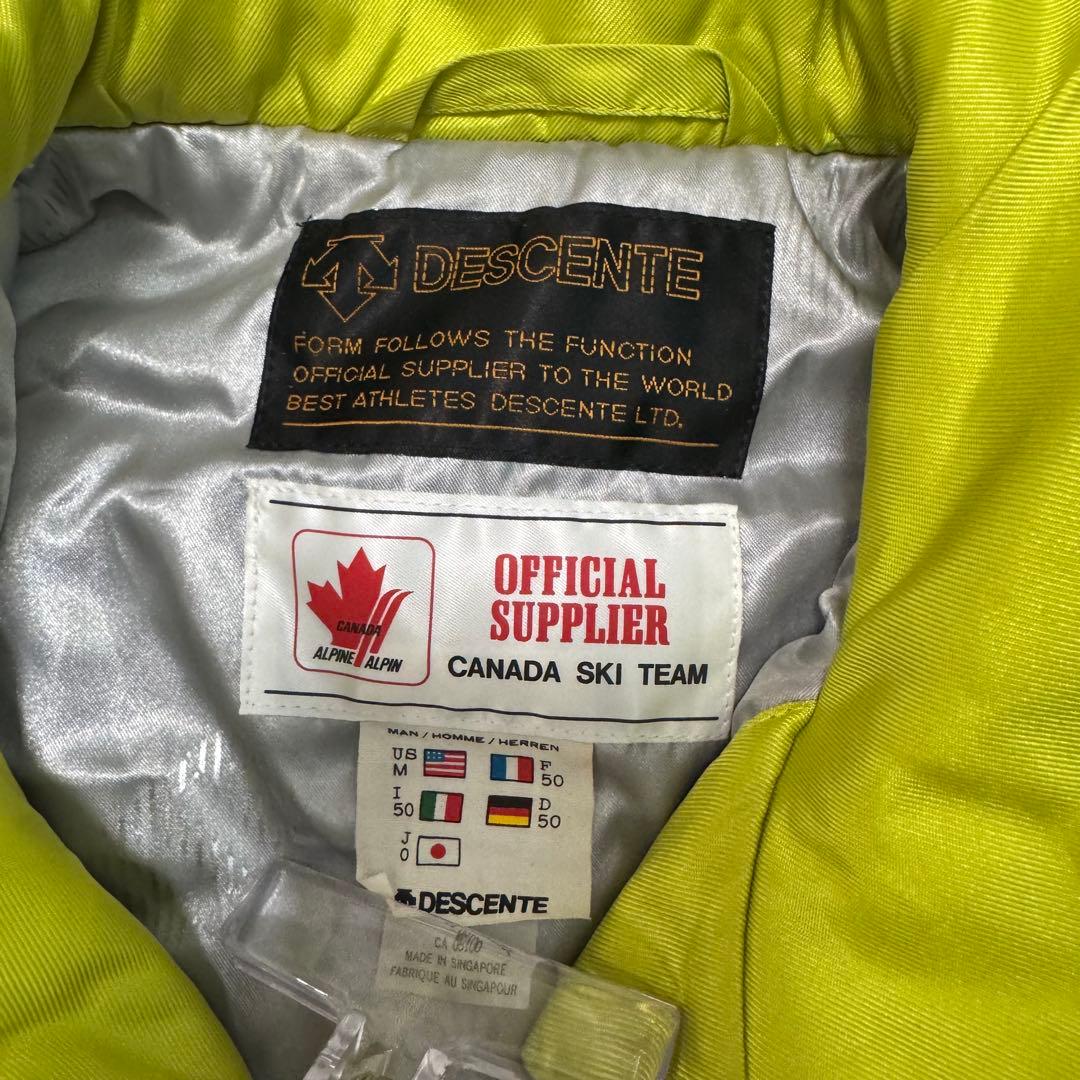 DESCENTE
FORM FOLLOWS THE FUNCTION
OFFICIAL SUPPLIER TO THE WORLD
BEST ATHLETES DESCENTE LTD.
OFFICIAL
SUPPLIER
CANADA SKI TEAM
CANADA
ALPINE ALPIN
MAN / HOMME / HERREN
US M F 50
I 50 D 50
J O
DESCENTE
CA
MADE IN SINGAPORE
FABRIQUE AU SINGAPOUR